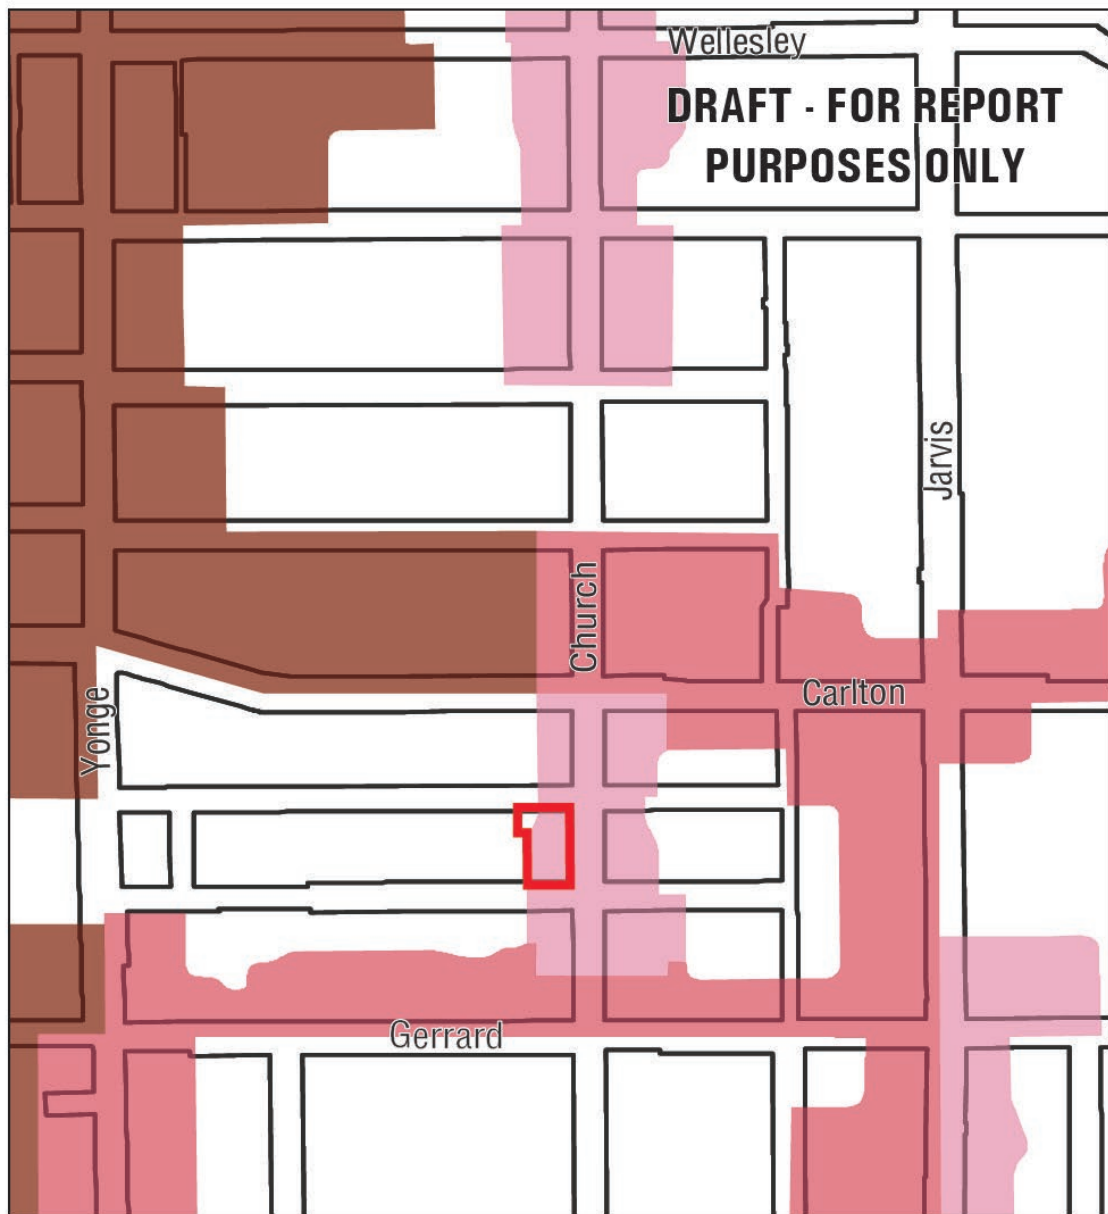 Wellesley
DRAFT - FOR REPORT
PURPOSES ONLY
Jarvis
Church
Carlton
Yonge
Gerrard